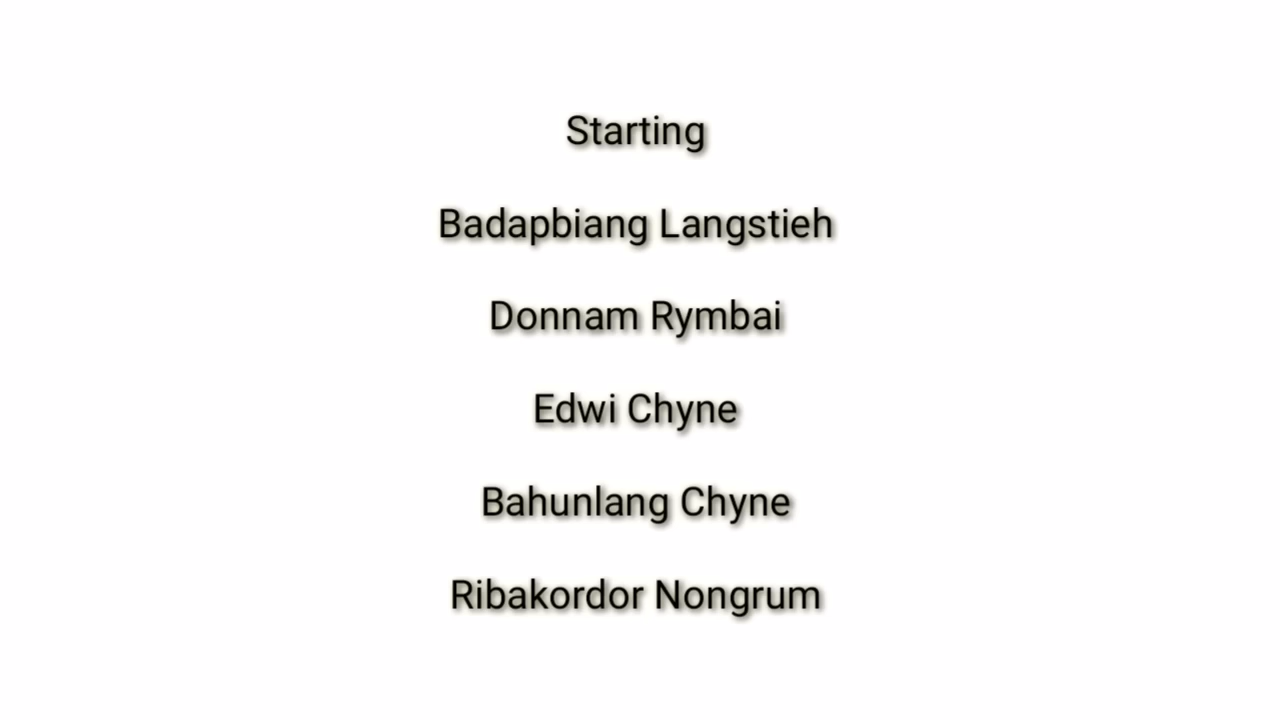 Starting
Badapbiang Langstieh
Donnam Rymbai
Edwi Chyne
Bahunlang Chyne
Ribakordor Nongrum